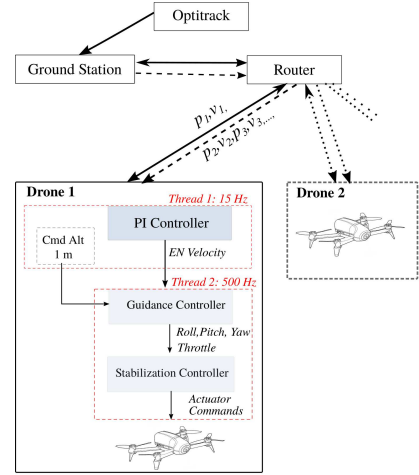 Optitrack
Ground Station
Router
p1,v1,
p2,v2,p3,v3,....
Drone 1
Thread 1: 15 Hz
PI Controller
Cmd Alt
1 m
EN Velocity
Thread 2: 500 Hz
Guidance Controller
Roll,Pitch, Yaw
Throttle
Stabilization Controller
Actuator
Commands
Drone 2